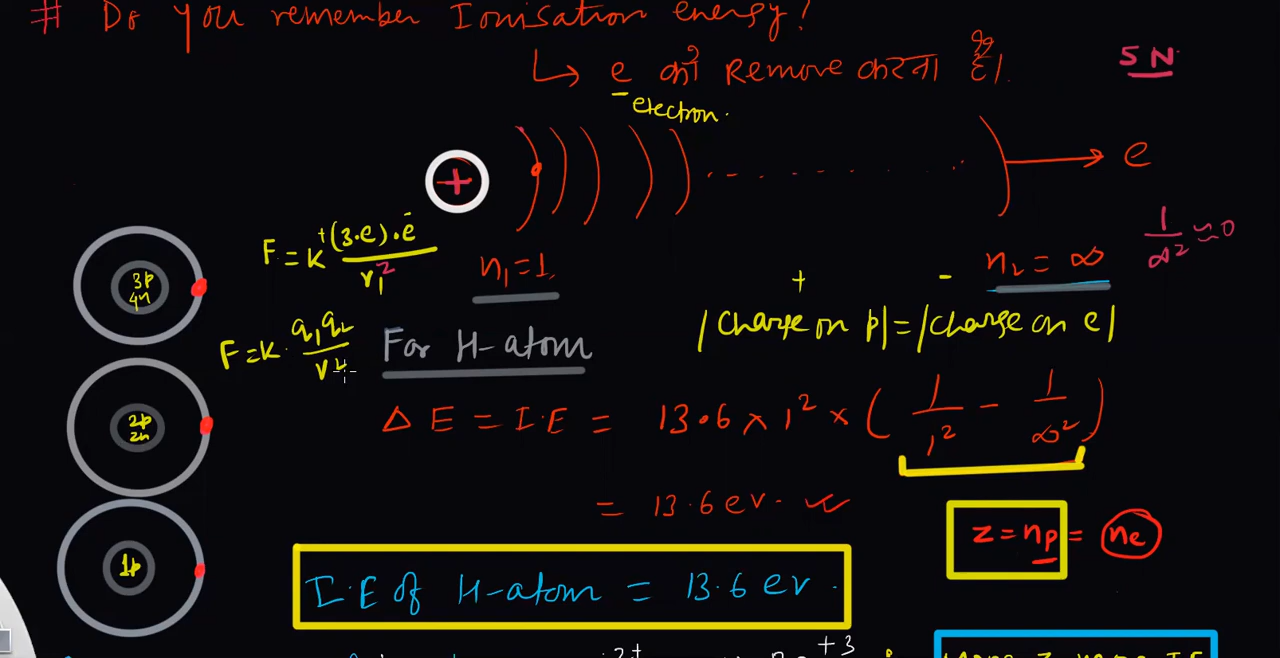 # Do you remember Ionisation energy?
↳ e को remove करना है।
5 N
electron.
+
e
3p
4n
F = K +(3·e)·e⁻ / r₁²
n₁ = 1
n₂ = ∞
1/∞² ≈ 0
+ −
|charge on p| = |charge on e|
F = K · q₁q₂ / r²
For H-atom
2p
2n
Δ E = I·E = 13.6 × 1² × ( 1/1² − 1/∞² )
= 13.6 ev.
z = np = ne
1p
I.E of H-atom = 13.6 ev.